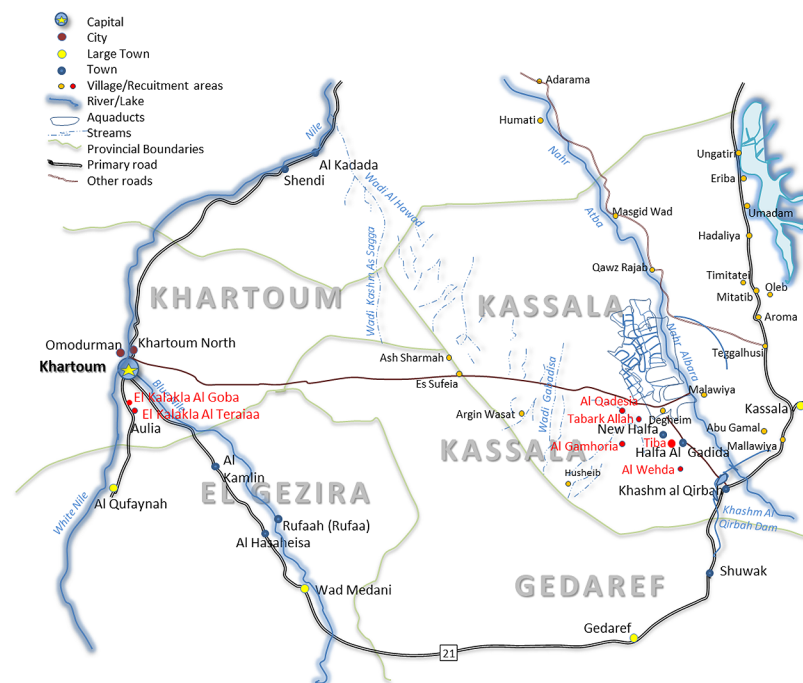 Capital
City
Large Town
Town
Village/Recuitment areas
River/Lake
Aquaducts
Streams
Provincial Boundaries
Primary road
Other roads
Adarama
Humati
Nile
Nahr
Atba
Al Kadada
Shendi
Wadi Al Hawad
Wadi Kashm As Sagga
Ungatir
Eriba
Umadam
Masgid Wad
Hadaliya
Qawz Rajab
Timitatei
Oleb
Mitatib
Aroma
KHARTOUM
KASSALA
Nahr Albara
Omodurman
Khartoum North
Khartoum
Ash Sharmah
Es Sufeia
Teggalhusi
Wadi Gabadisa
Blue Nile
El Kalakla Al Goba
El Kalakla Al Teraiaa
Aulia
Malawiya
Al Qadesia
Tabark Allah
Degheim
Argin Wasat
Kassala
New Halfa
Abu Gamal
KASSALA
Al Gamhoria
Tiba
Halfa Al Gadida
Mallawiya
Al
Kamlin
Al Wehda
Husheib
Khashm al Qirbah
EL GEZIRA
Al Qufaynah
White Nile
Rufaah (Rufaa)
Al Hasaheisa
Khashm Al
Qirbah Dam
Shuwak
GEDAREF
Wad Medani
Gedaref
21